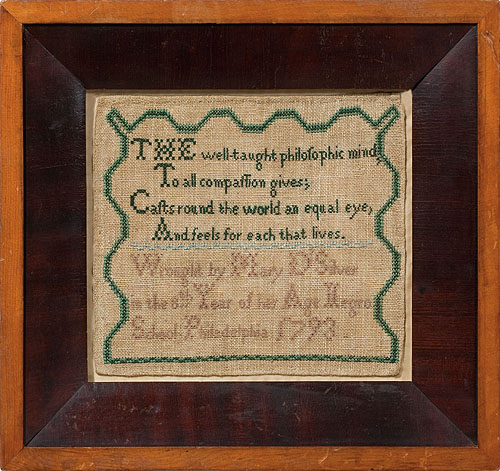 THE well-taught philoſophic mind,
To all compaſſion gives;
Caſts round the world an equal eye,
And feels for each that lives.
Wrought by Mary D'Silver
in the 8th Year of her Age Negro
School Philadelphia 1793